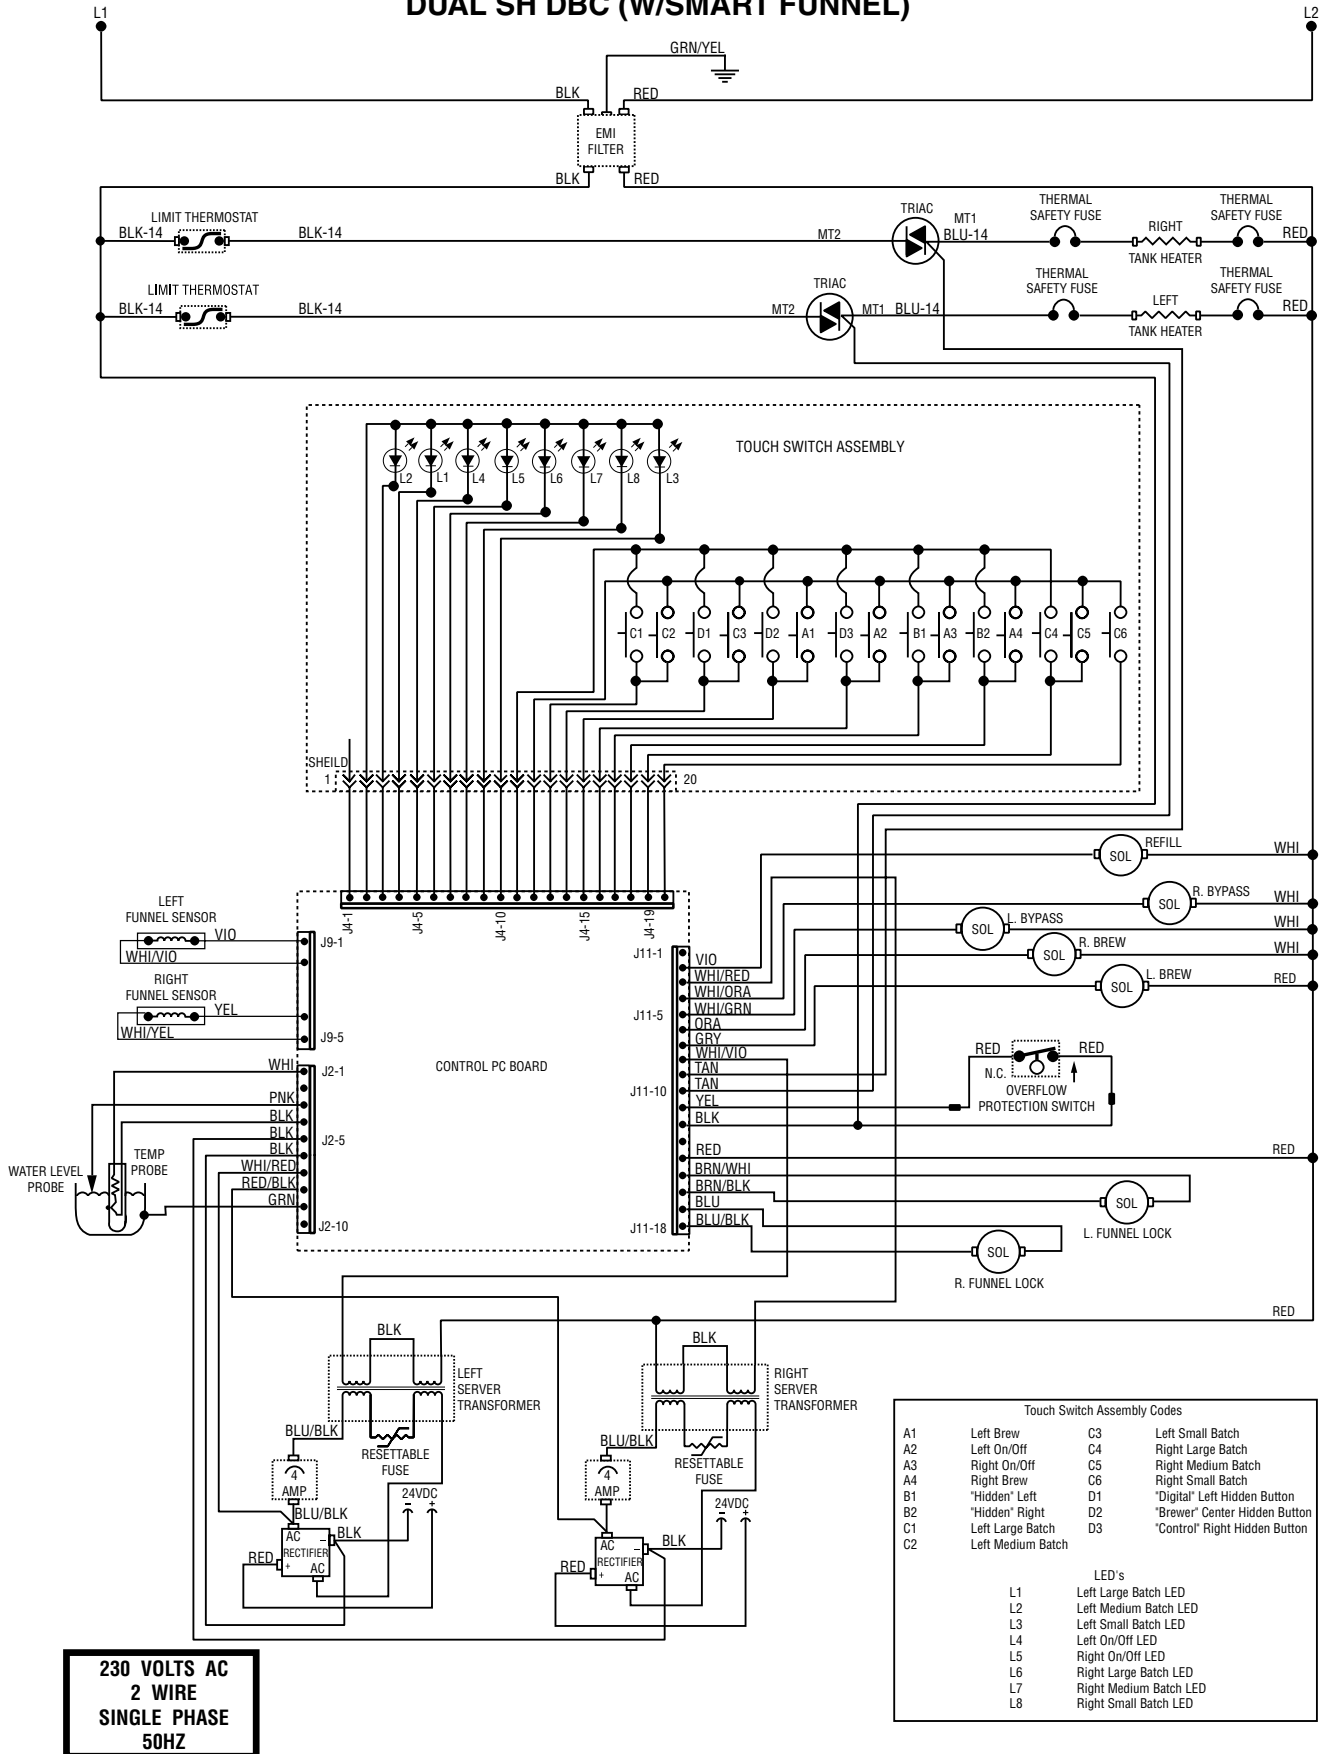 DUAL SH DBC (W/SMART FUNNEL)
L1
L2
GRN/YEL
BLK
RED
EMI
FILTER
BLK
RED
LIMIT THERMOSTAT
BLK-14
BLK-14
MT2
TRIAC
MT1
BLU-14
THERMAL
SAFETY FUSE
RIGHT
TANK HEATER
THERMAL
SAFETY FUSE
RED
LIMIT THERMOSTAT
BLK-14
BLK-14
MT2
TRIAC
MT1
BLU-14
THERMAL
SAFETY FUSE
LEFT
TANK HEATER
THERMAL
SAFETY FUSE
RED
TOUCH SWITCH ASSEMBLY
L2 L1 L4 L5 L6 L7 L8 L3
C1 C2 D1 C3 D2 A1 D3 A2 B1 A3 B2 A4 C4 C5 C6
SHEILD
1
20
J4-1
J4-5
J4-10
J4-15
J4-19
LEFT
FUNNEL SENSOR
VIO
WHI/VIO
RIGHT
FUNNEL SENSOR
YEL
WHI/YEL
J9-1
J9-5
CONTROL PC BOARD
WHI
PNK
BLK
BLK
BLK
WHI/RED
RED/BLK
GRN
J2-1
J2-5
J2-10
WATER LEVEL
PROBE
TEMP
PROBE
J11-1
J11-5
J11-10
J11-18
VIO
WHI/RED
WHI/ORA
WHI/GRN
ORA
GRY
WHI/VIO
TAN
TAN
YEL
BLK
RED
BRN/WHI
BRN/BLK
BLU
BLU/BLK
SOL
REFILL
WHI
SOL
R. BYPASS
WHI
SOL
L. BYPASS
WHI
SOL
R. BREW
WHI
SOL
L. BREW
RED
RED
RED
N.C.
OVERFLOW
PROTECTION SWITCH
RED
SOL
L. FUNNEL LOCK
SOL
R. FUNNEL LOCK
RED
BLK
LEFT
SERVER
TRANSFORMER
BLU/BLK
RESETTABLE
FUSE
4
AMP
BLU/BLK
24VDC
- +
AC
-
BLK
RECTIFIER
RED
+
AC
BLK
RIGHT
SERVER
TRANSFORMER
BLU/BLK
RESETTABLE
FUSE
4
AMP
24VDC
- +
AC
-
BLK
RECTIFIER
RED
+
AC
Touch Switch Assembly Codes
A1 Left Brew C3 Left Small Batch
A2 Left On/Off C4 Right Large Batch
A3 Right On/Off C5 Right Medium Batch
A4 Right Brew C6 Right Small Batch
B1 "Hidden" Left D1 "Digital" Left Hidden Button
B2 "Hidden" Right D2 "Brewer" Center Hidden Button
C1 Left Large Batch D3 "Control" Right Hidden Button
C2 Left Medium Batch
LED's
L1 Left Large Batch LED
L2 Left Medium Batch LED
L3 Left Small Batch LED
L4 Left On/Off LED
L5 Right On/Off LED
L6 Right Large Batch LED
L7 Right Medium Batch LED
L8 Right Small Batch LED
230 VOLTS AC
2 WIRE
SINGLE PHASE
50HZ